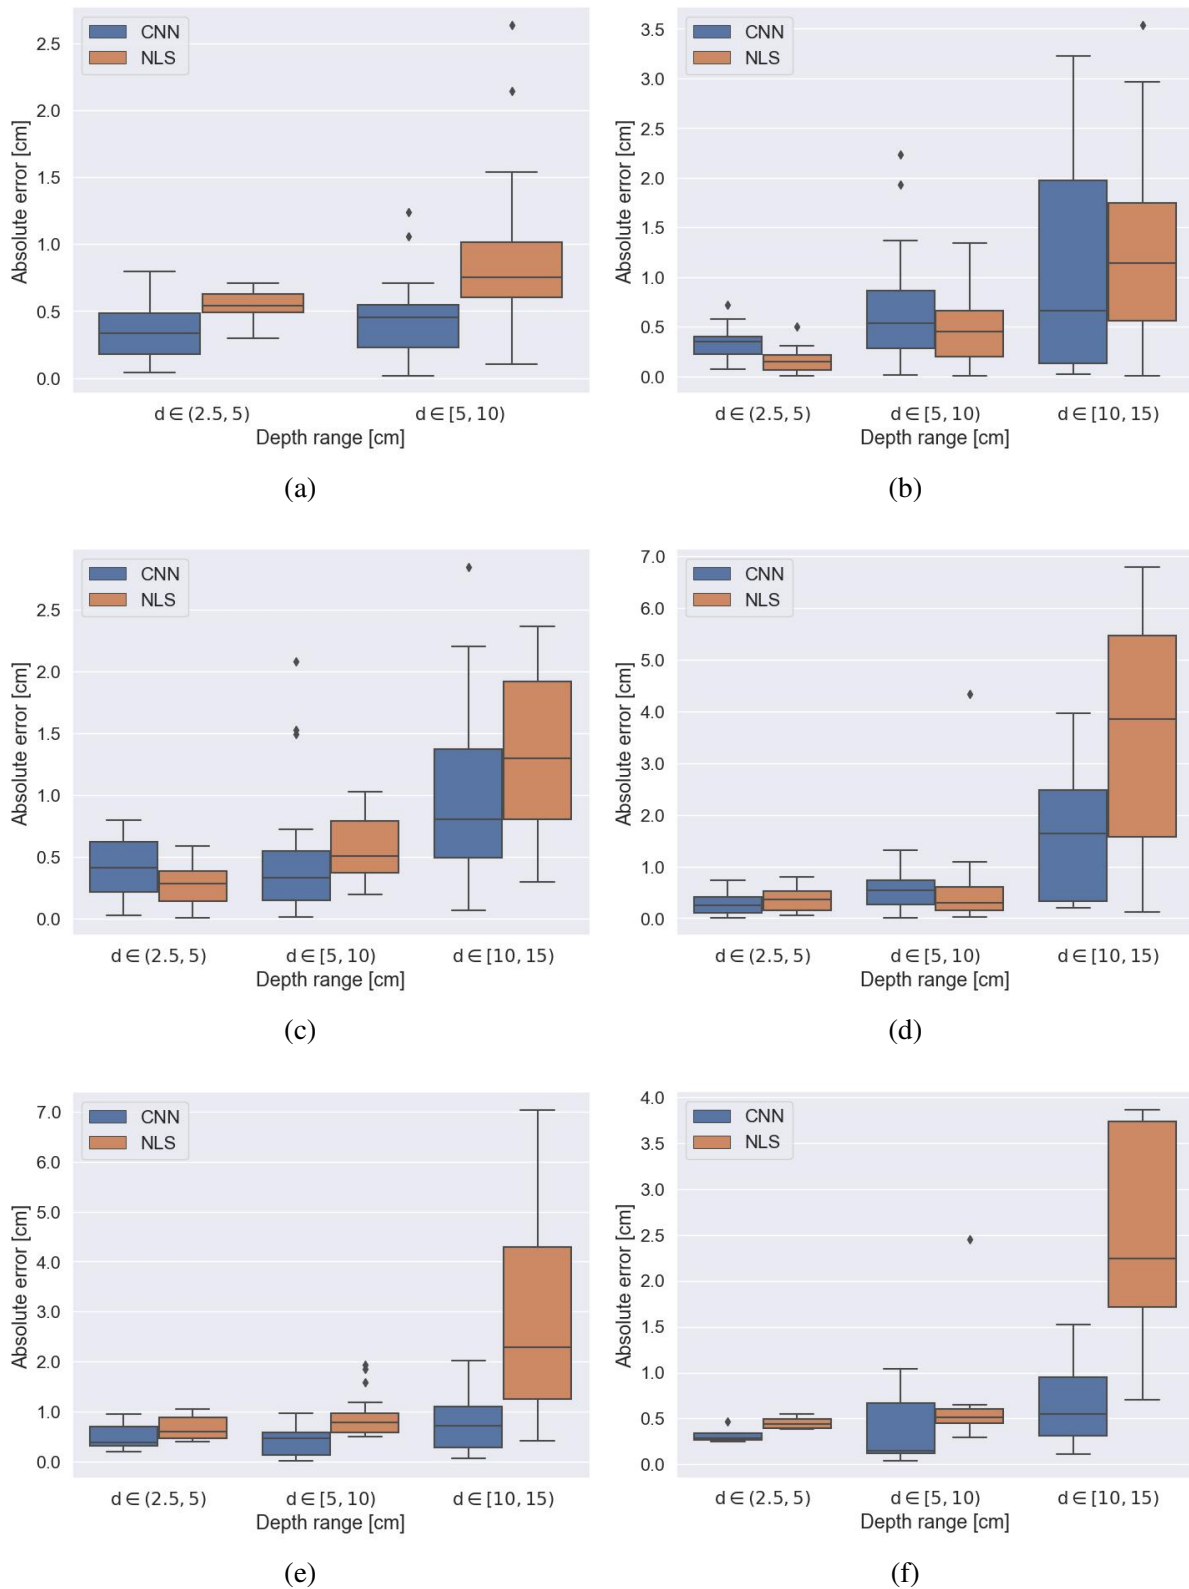 CNN
NLS
Absolute error [cm]
2.5
2.0
1.5
1.0
0.5
0.0
d ∈ (2.5, 5)
d ∈ [5, 10)
Depth range [cm]
(a)
CNN
NLS
Absolute error [cm]
3.5
3.0
2.5
2.0
1.5
1.0
0.5
0.0
d ∈ (2.5, 5)
d ∈ [5, 10)
d ∈ [10, 15)
Depth range [cm]
(b)
CNN
NLS
Absolute error [cm]
2.5
2.0
1.5
1.0
0.5
0.0
d ∈ (2.5, 5)
d ∈ [5, 10)
d ∈ [10, 15)
Depth range [cm]
(c)
CNN
NLS
Absolute error [cm]
7.0
6.0
5.0
4.0
3.0
2.0
1.0
0.0
d ∈ (2.5, 5)
d ∈ [5, 10)
d ∈ [10, 15)
Depth range [cm]
(d)
CNN
NLS
Absolute error [cm]
7.0
6.0
5.0
4.0
3.0
2.0
1.0
0.0
d ∈ (2.5, 5)
d ∈ [5, 10)
d ∈ [10, 15)
Depth range [cm]
(e)
CNN
NLS
Absolute error [cm]
4.0
3.5
3.0
2.5
2.0
1.5
1.0
0.5
0.0
d ∈ (2.5, 5)
d ∈ [5, 10)
d ∈ [10, 15)
Depth range [cm]
(f)